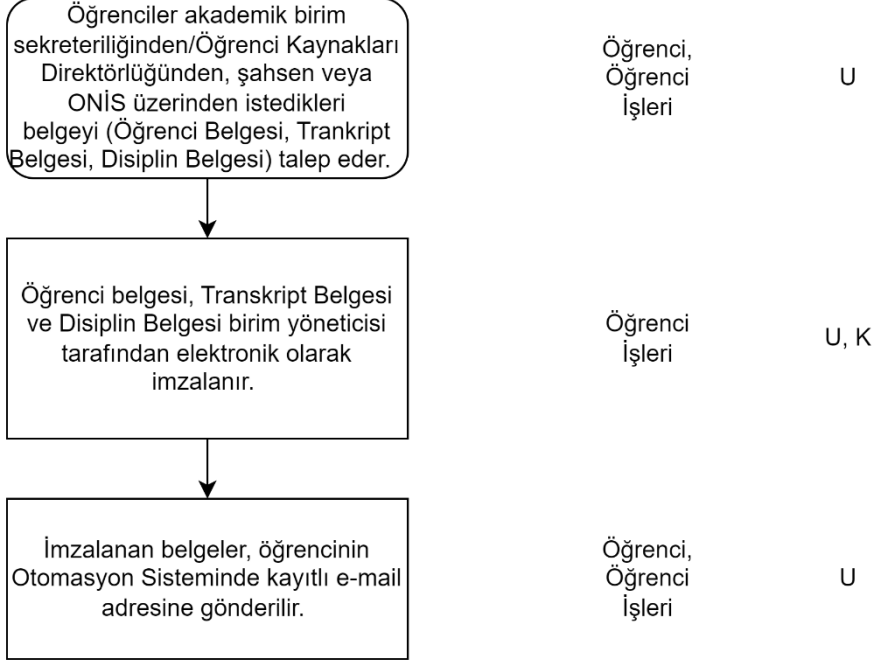 Öğrenciler akademik birim
sekreteriliğinden/Öğrenci Kaynakları
Direktörlüğünden, şahsen veya
ONİS üzerinden istedikleri
belgeyi (Öğrenci Belgesi, Trankript
Belgesi, Disiplin Belgesi) talep eder.
Öğrenci,
Öğrenci
İşleri
U
Öğrenci belgesi, Transkript Belgesi
ve Disiplin Belgesi birim yöneticisi
tarafından elektronik olarak
imzalanır.
Öğrenci
İşleri
U, K
İmzalanan belgeler, öğrencinin
Otomasyon Sisteminde kayıtlı e-mail
adresine gönderilir.
Öğrenci,
Öğrenci
İşleri
U